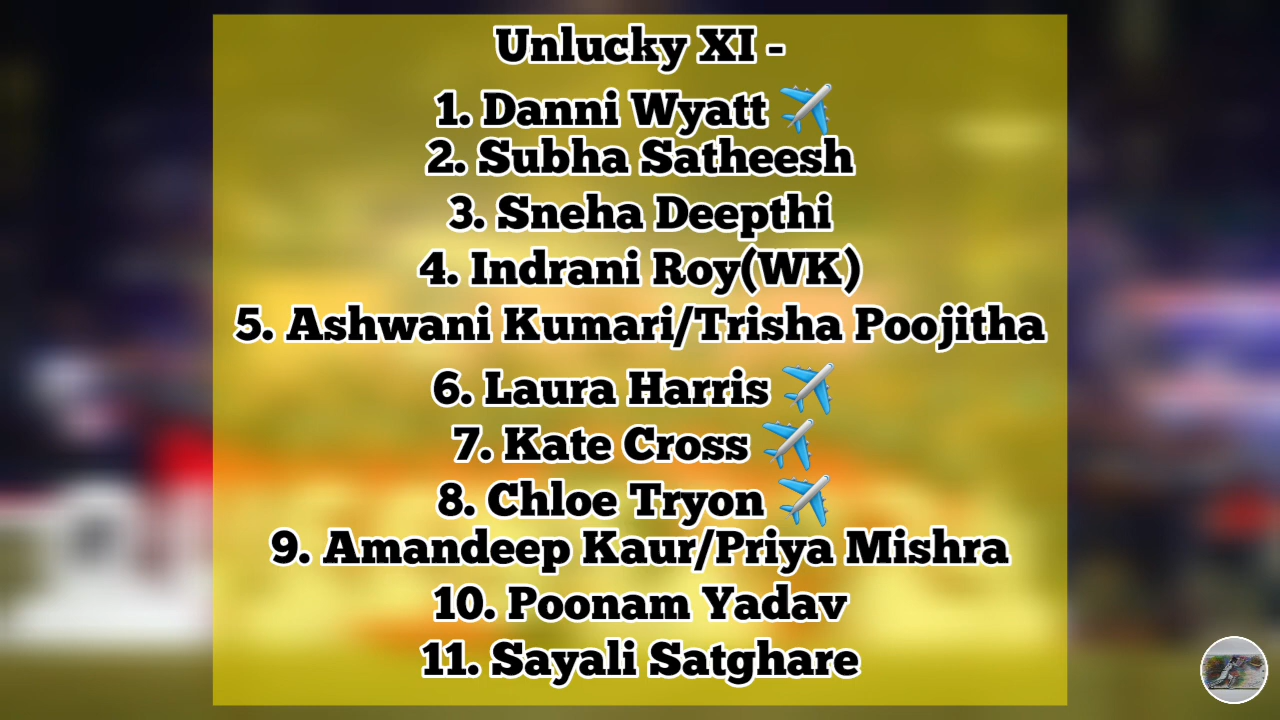 Unlucky XI -
1. Danni Wyatt ✈️
2. Subha Satheesh
3. Sneha Deepthi
4. Indrani Roy(WK)
5. Ashwani Kumari/Trisha Poojitha
6. Laura Harris ✈️
7. Kate Cross ✈️
8. Chloe Tryon ✈️
9. Amandeep Kaur/Priya Mishra
10. Poonam Yadav
11. Sayali Satghare